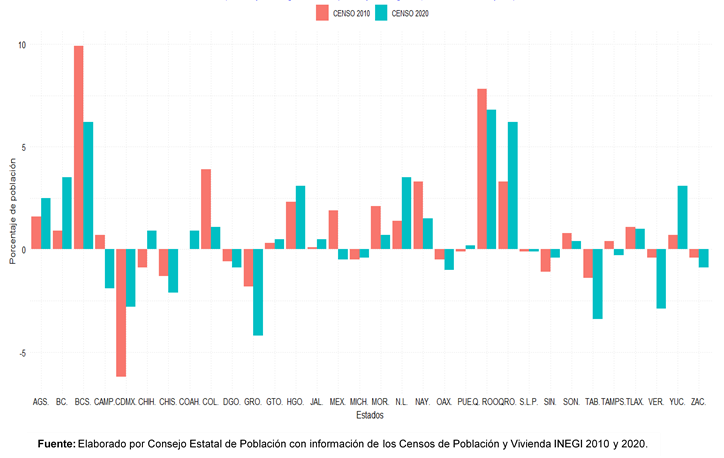 CENSO 2010 CENSO 2020
10
5
0
-5
Porcentaje de población
AGS. BC. BCS. CAMP. CDMX. CHIH. CHIS. COAH. COL. DGO. GRO. GTO. HGO. JAL. MEX. MICH. MOR. N.L. NAY. OAX. PUE. Q. ROO QRO. S.L.P. SIN. SON. TAB. TAMPS. TLAX. VER. YUC. ZAC.
Estados
Fuente: Elaborado por Consejo Estatal de Población con información de los Censos de Población y Vivienda INEGI 2010 y 2020.